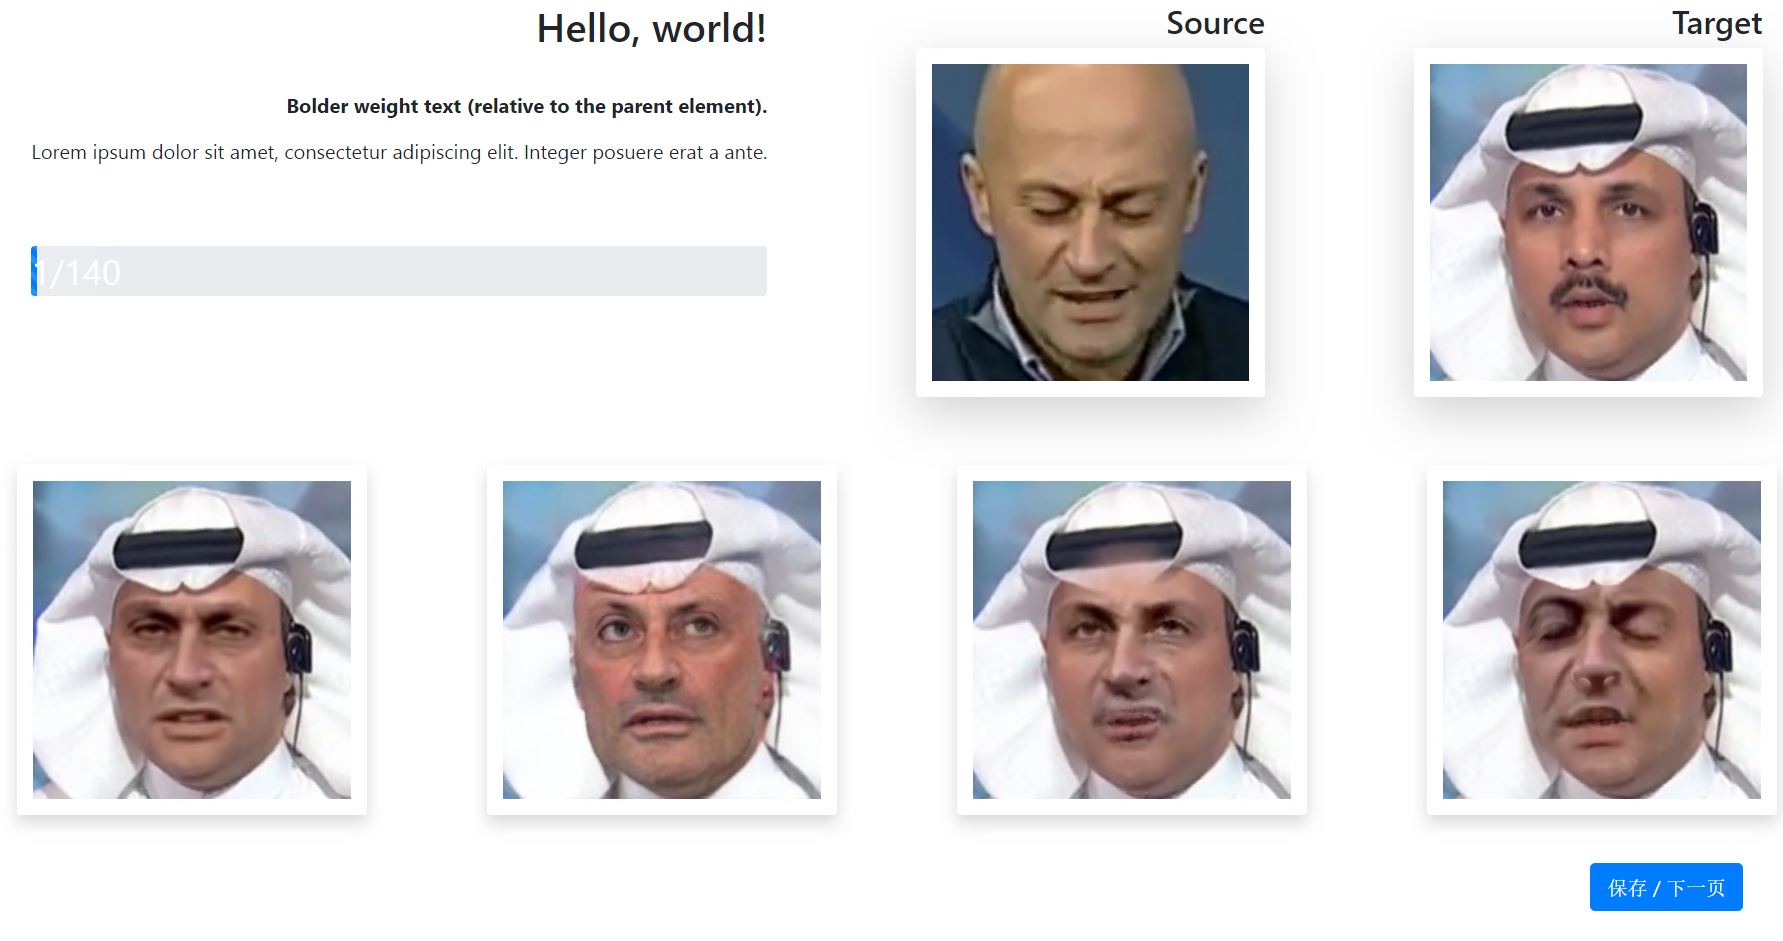 Hello, world!
Bolder weight text (relative to the parent element).
Lorem ipsum dolor sit amet, consectetur adipiscing elit. Integer posuere erat a ante.
1/140
Source
Target
保存 / 下一页